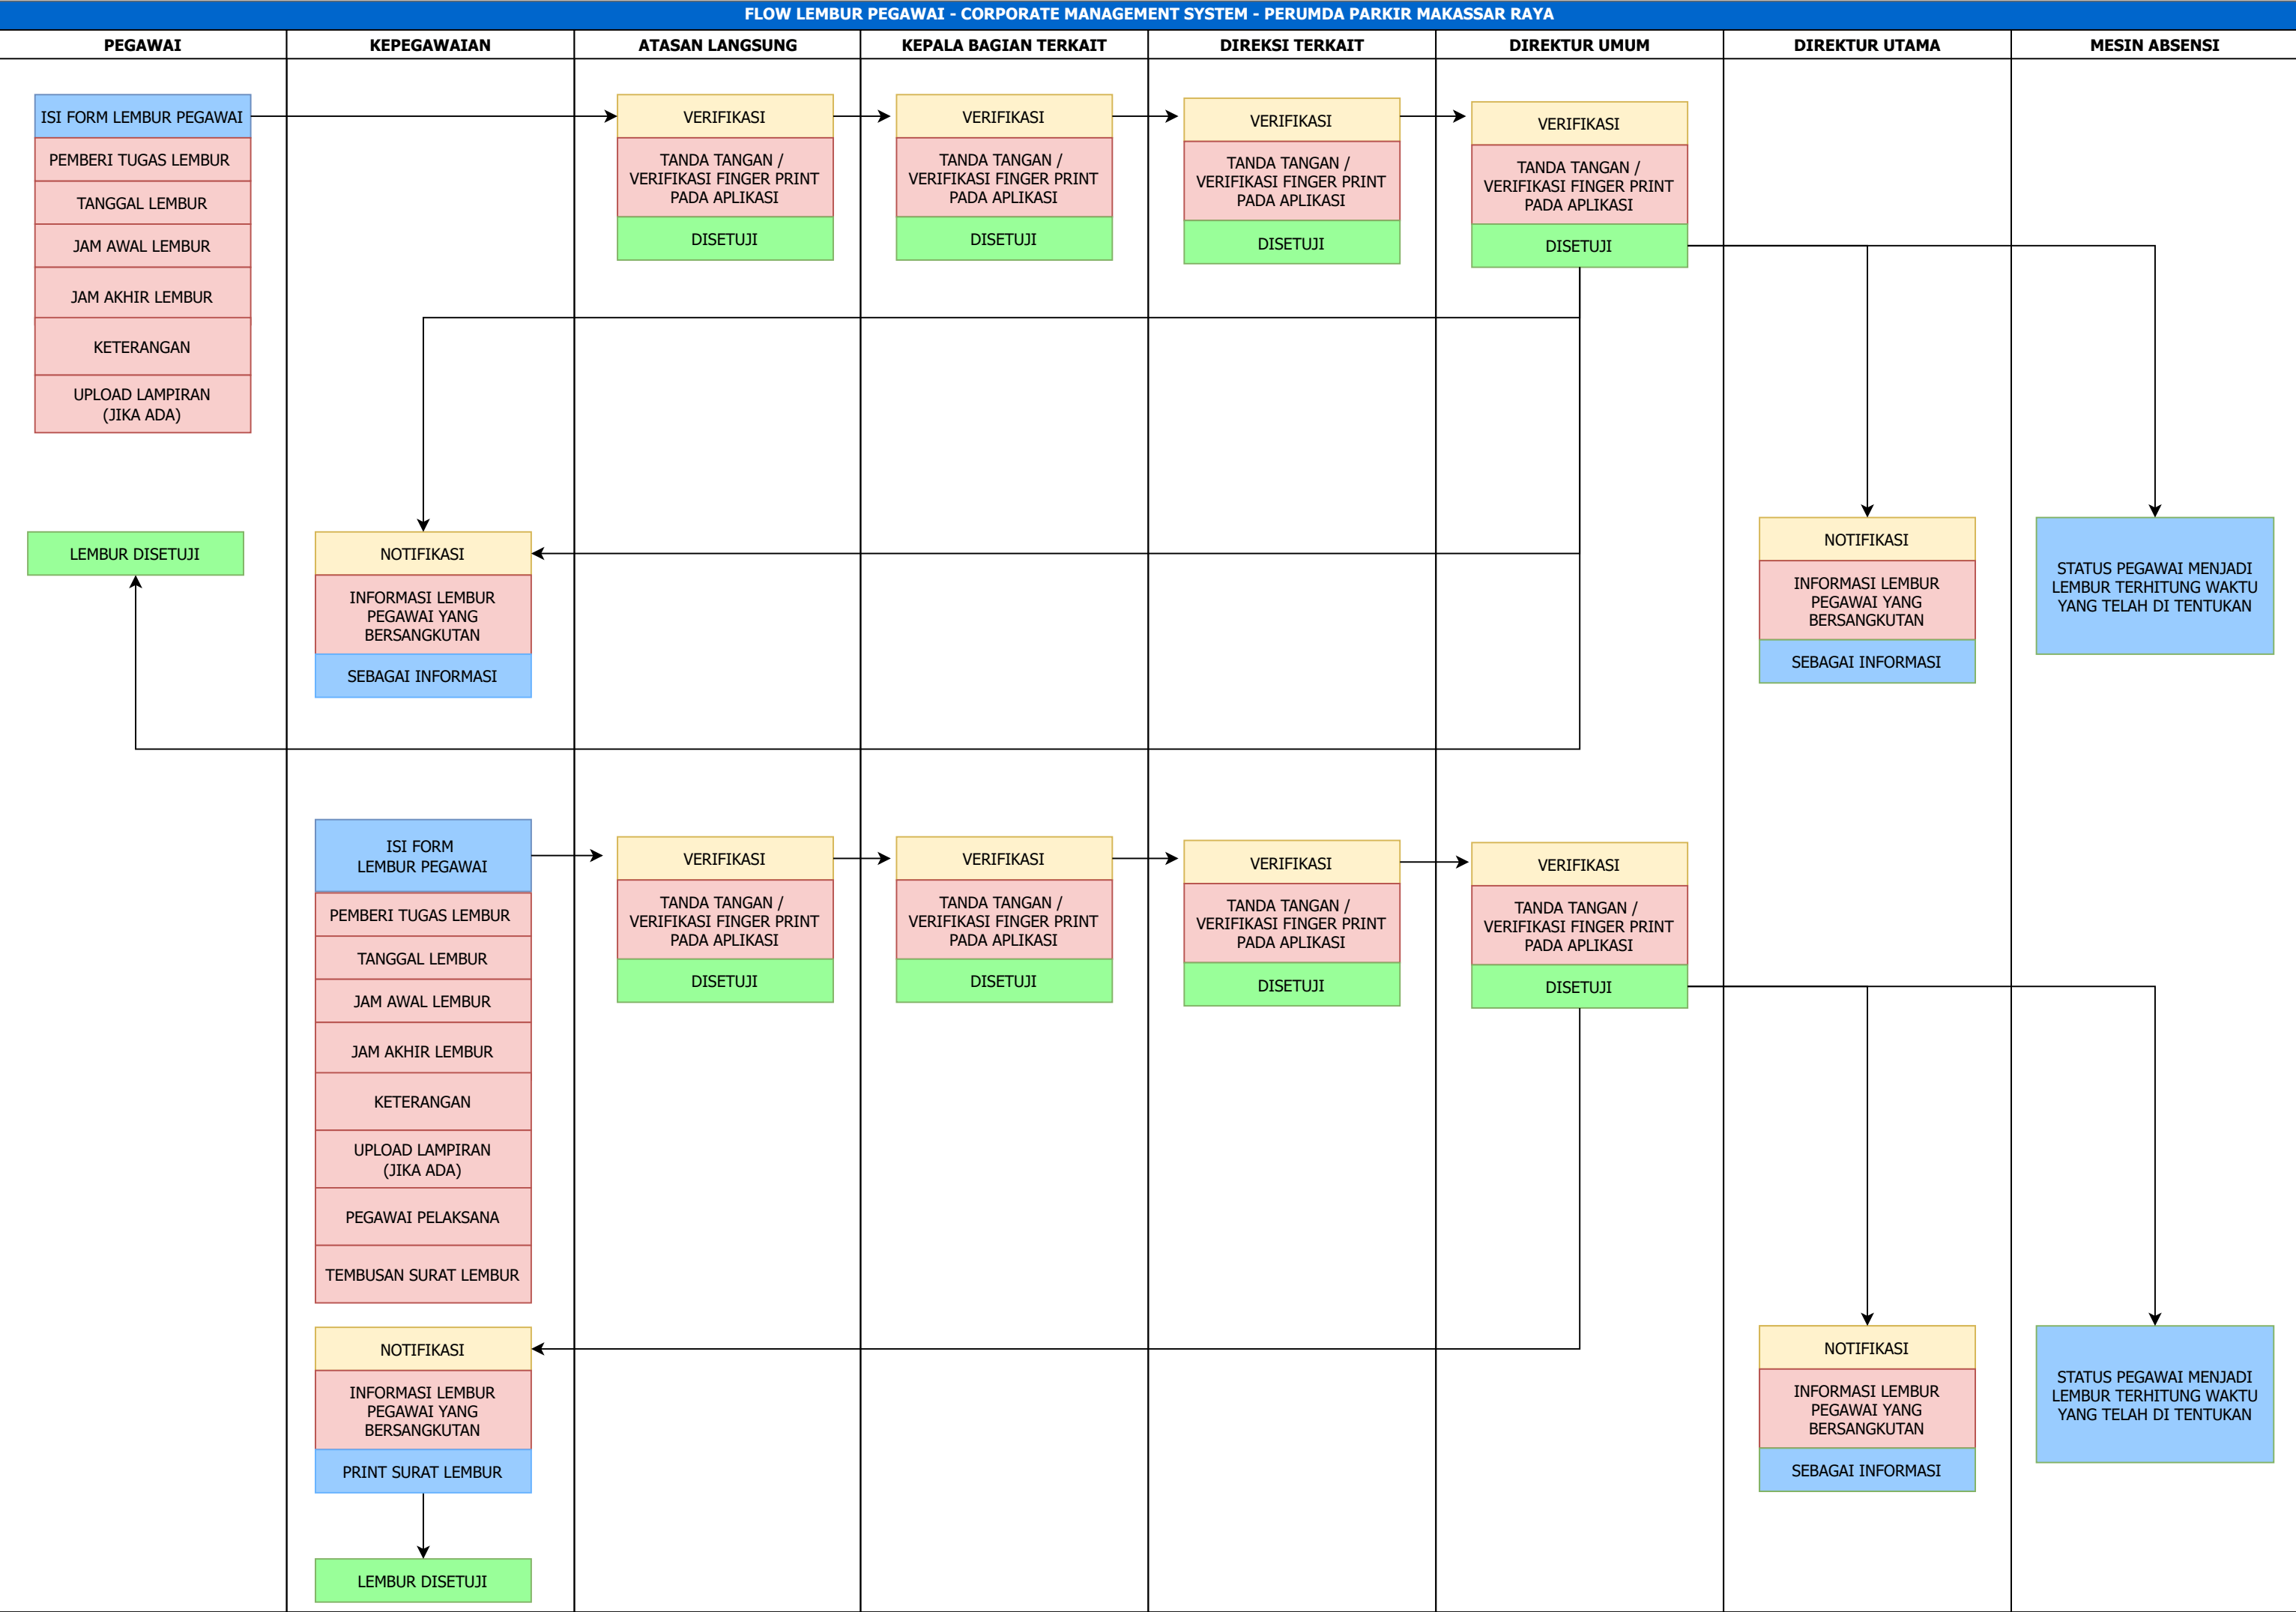 FLOW LEMBUR PEGAWAI - CORPORATE MANAGEMENT SYSTEM - PERUMDA PARKIR MAKASSAR RAYA
PEGAWAI
KEPEGAWAIAN
ATASAN LANGSUNG
KEPALA BAGIAN TERKAIT
DIREKSI TERKAIT
DIREKTUR UMUM
DIREKTUR UTAMA
MESIN ABSENSI
ISI FORM LEMBUR PEGAWAI
PEMBERI TUGAS LEMBUR
TANGGAL LEMBUR
JAM AWAL LEMBUR
JAM AKHIR LEMBUR
KETERANGAN
UPLOAD LAMPIRAN
(JIKA ADA)
VERIFIKASI
TANDA TANGAN /
VERIFIKASI FINGER PRINT
PADA APLIKASI
DISETUJI
VERIFIKASI
TANDA TANGAN /
VERIFIKASI FINGER PRINT
PADA APLIKASI
DISETUJI
VERIFIKASI
TANDA TANGAN /
VERIFIKASI FINGER PRINT
PADA APLIKASI
DISETUJI
VERIFIKASI
TANDA TANGAN /
VERIFIKASI FINGER PRINT
PADA APLIKASI
DISETUJI
LEMBUR DISETUJI
NOTIFIKASI
INFORMASI LEMBUR
PEGAWAI YANG
BERSANGKUTAN
SEBAGAI INFORMASI
NOTIFIKASI
INFORMASI LEMBUR
PEGAWAI YANG
BERSANGKUTAN
SEBAGAI INFORMASI
STATUS PEGAWAI MENJADI
LEMBUR TERHITUNG WAKTU
YANG TELAH DI TENTUKAN
ISI FORM
LEMBUR PEGAWAI
PEMBERI TUGAS LEMBUR
TANGGAL LEMBUR
JAM AWAL LEMBUR
JAM AKHIR LEMBUR
KETERANGAN
UPLOAD LAMPIRAN
(JIKA ADA)
PEGAWAI PELAKSANA
TEMBUSAN SURAT LEMBUR
VERIFIKASI
TANDA TANGAN /
VERIFIKASI FINGER PRINT
PADA APLIKASI
DISETUJI
VERIFIKASI
TANDA TANGAN /
VERIFIKASI FINGER PRINT
PADA APLIKASI
DISETUJI
VERIFIKASI
TANDA TANGAN /
VERIFIKASI FINGER PRINT
PADA APLIKASI
DISETUJI
VERIFIKASI
TANDA TANGAN /
VERIFIKASI FINGER PRINT
PADA APLIKASI
DISETUJI
NOTIFIKASI
INFORMASI LEMBUR
PEGAWAI YANG
BERSANGKUTAN
PRINT SURAT LEMBUR
LEMBUR DISETUJI
NOTIFIKASI
INFORMASI LEMBUR
PEGAWAI YANG
BERSANGKUTAN
SEBAGAI INFORMASI
STATUS PEGAWAI MENJADI
LEMBUR TERHITUNG WAKTU
YANG TELAH DI TENTUKAN